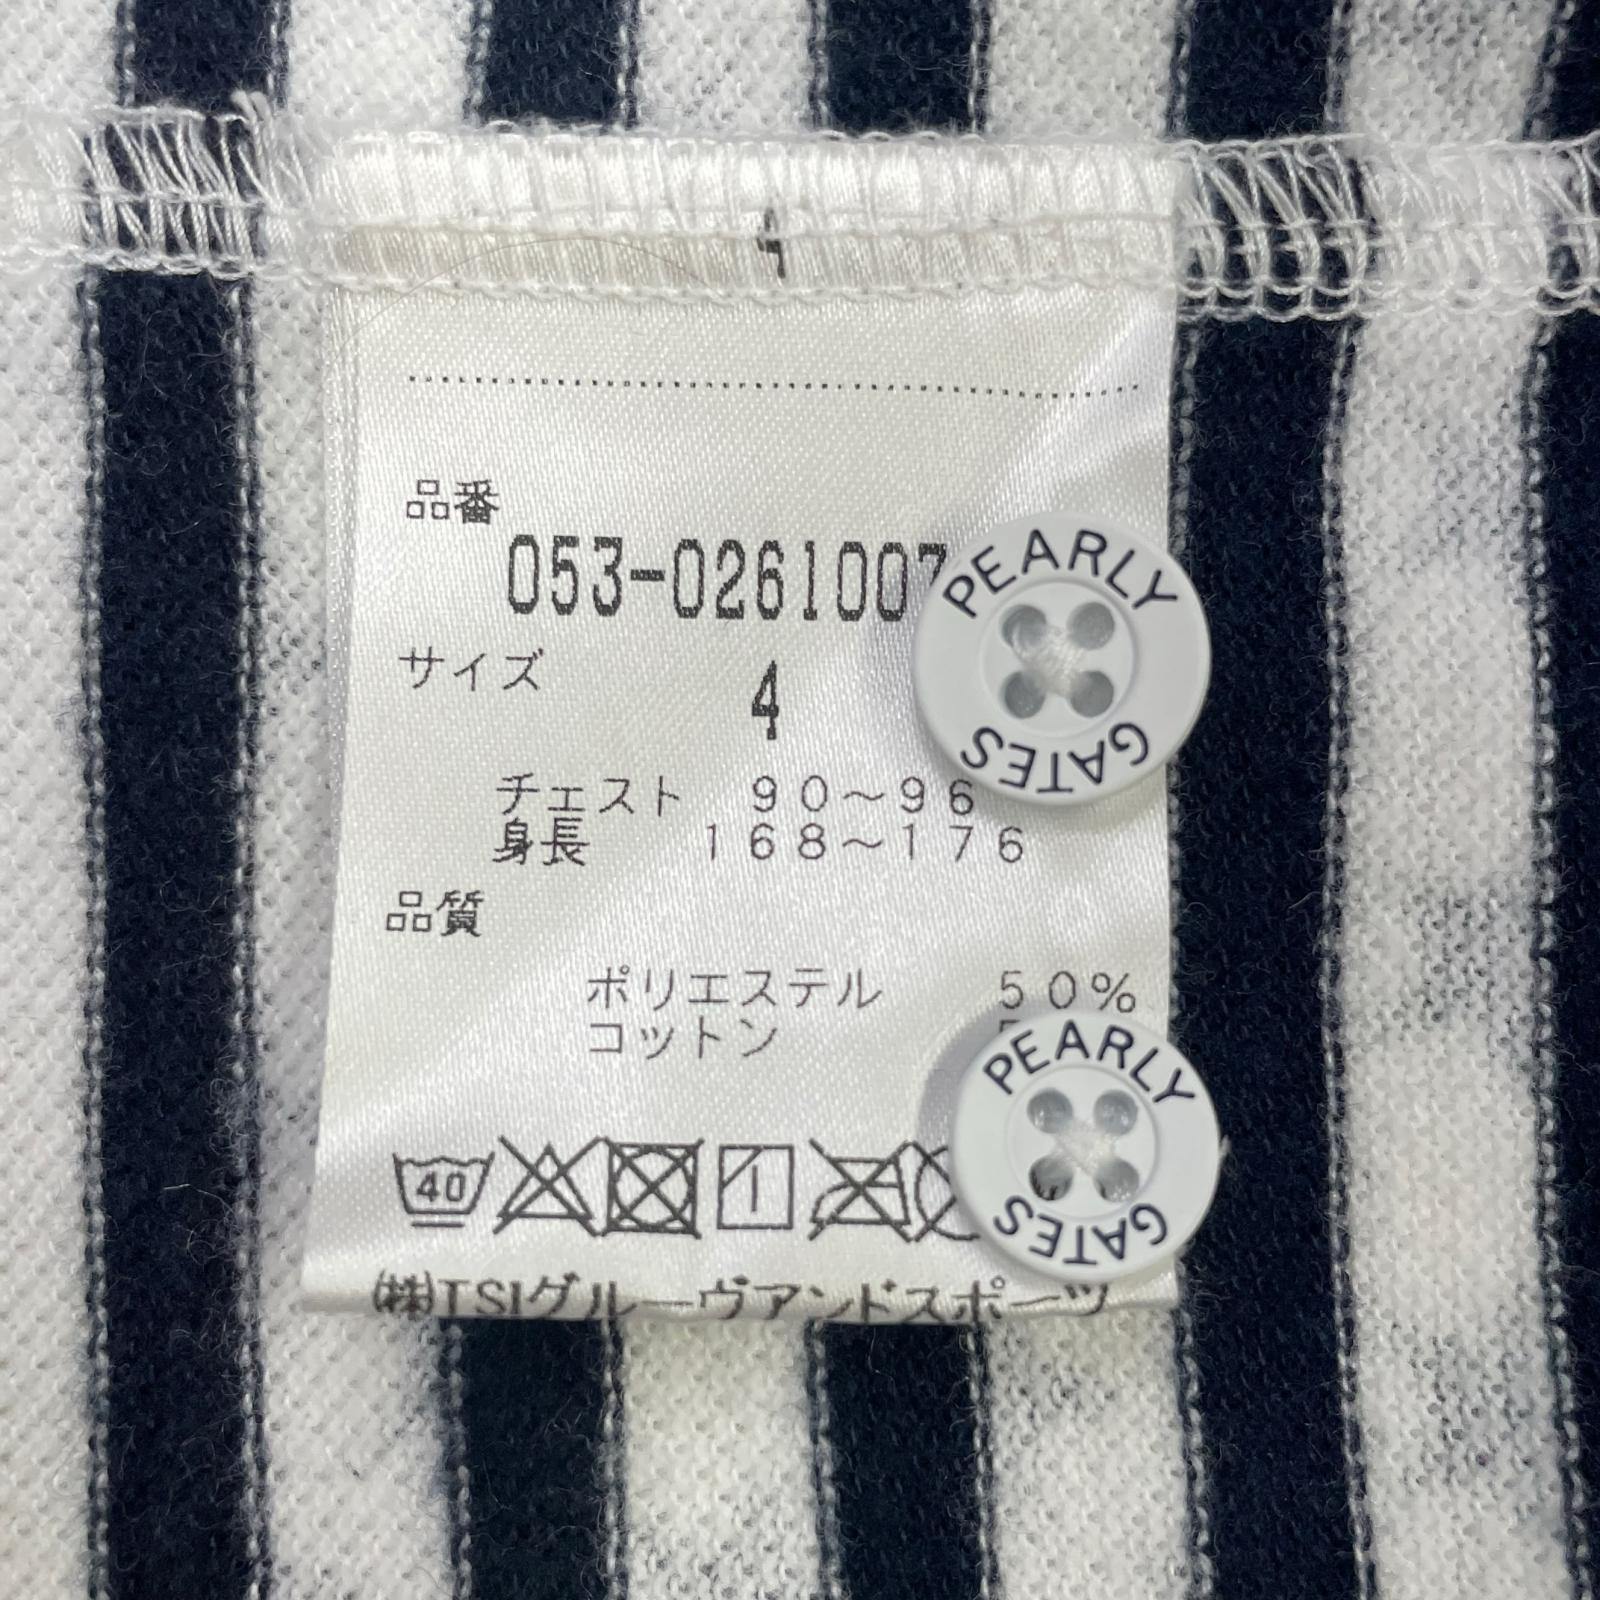 4
品番
053-0261007
サイズ
4
チェスト 90～96
身長 168～176
品質
ポリエステル 50%
コットン
40
(株)TSIグルーヴアンドスポーツ
PEARLY
GATES
PEARLY
GATES